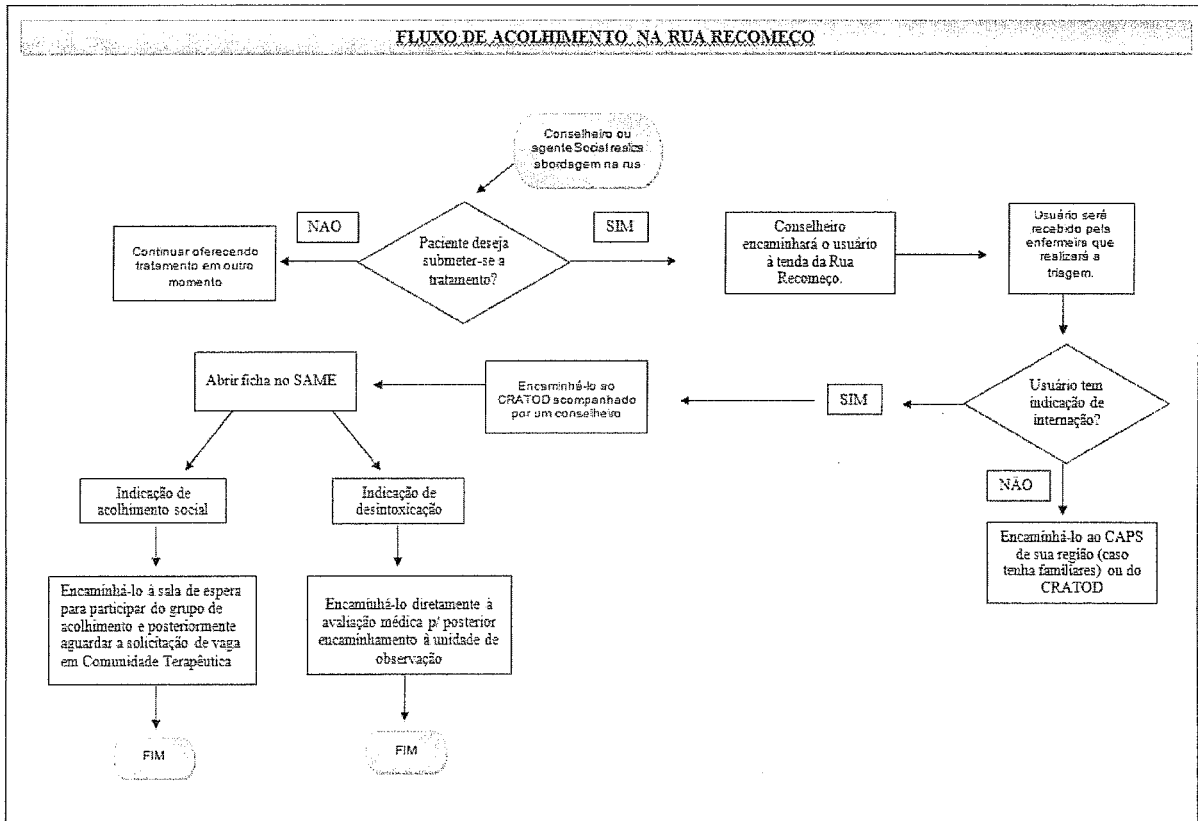 FLUXO DE ACOLHIMENTO NA RUA RECOMEÇO
Conselheiro ou
agente Social realiza
abordagem na rua
NAO
SIM
Paciente deseja
submeter-se a
tratamento?
Continuar oferecendo
tratamento em outro
momento
Conselheiro
encaminhará o usuário
à tenda da Rua
Recomeço.
Usuário será
recebido pela
enfermeira que
realizará a
triagem.
Usuário tem
indicação de
internação?
SIM
NÃO
Encaminhá-lo ao
CRATOD acompanhado
por um conselheiro
Abrir ficha no SAME
Encaminhá-lo ao CAPS
de sua região (caso
tenha familiares) ou do
CRATOD
Indicação de
acolhimento social
Indicação de
desintoxicação
Encaminhá-lo à sala de espera
para participar do grupo de
acolhimento e posteriormente
aguardar a solicitação de vaga
em Comunidade Terapêutica
Encaminhá-lo diretamente à
avaliação médica p/ posterior
encaminhamento à unidade de
observação
FIM
FIM